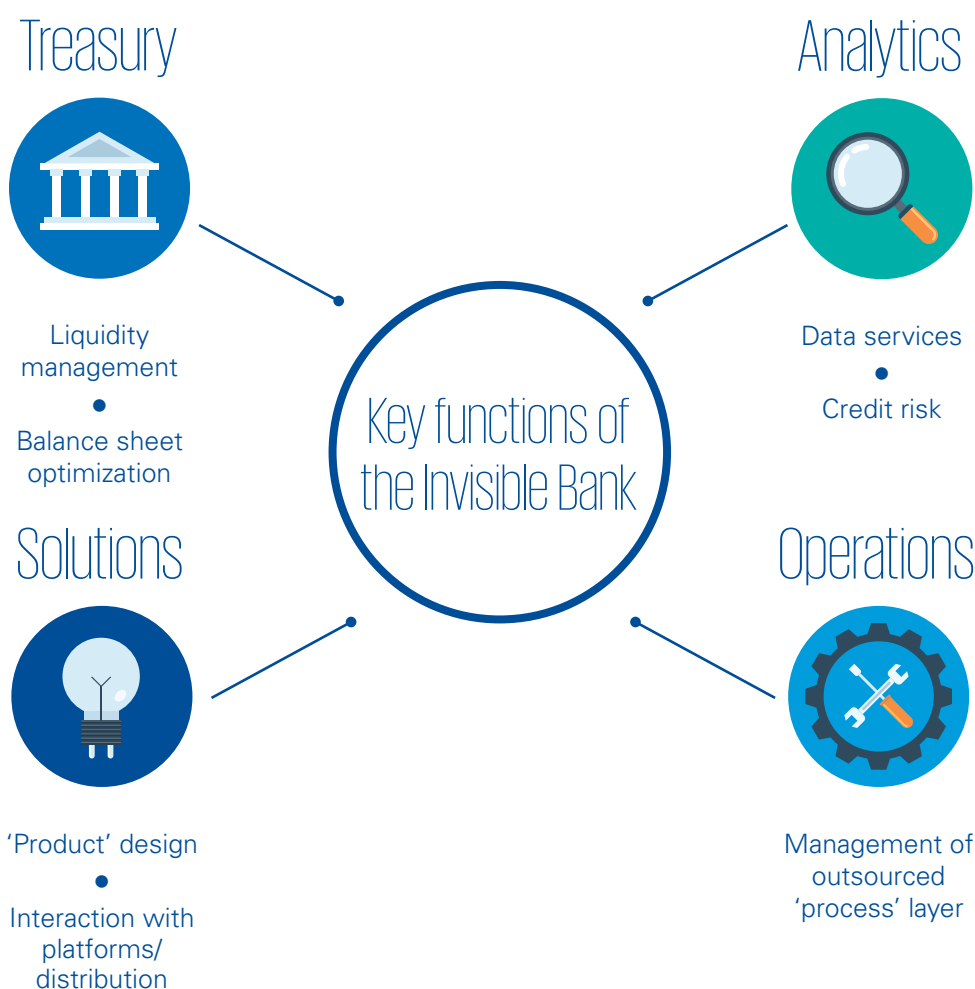 Treasury
Liquidity
management
•
Balance sheet
optimization
Analytics
Data services
•
Credit risk
Key functions of
the Invisible Bank
Solutions
‘Product’ design
•
Interaction with
platforms/
distribution
Operations
Management of
outsourced
‘process’ layer